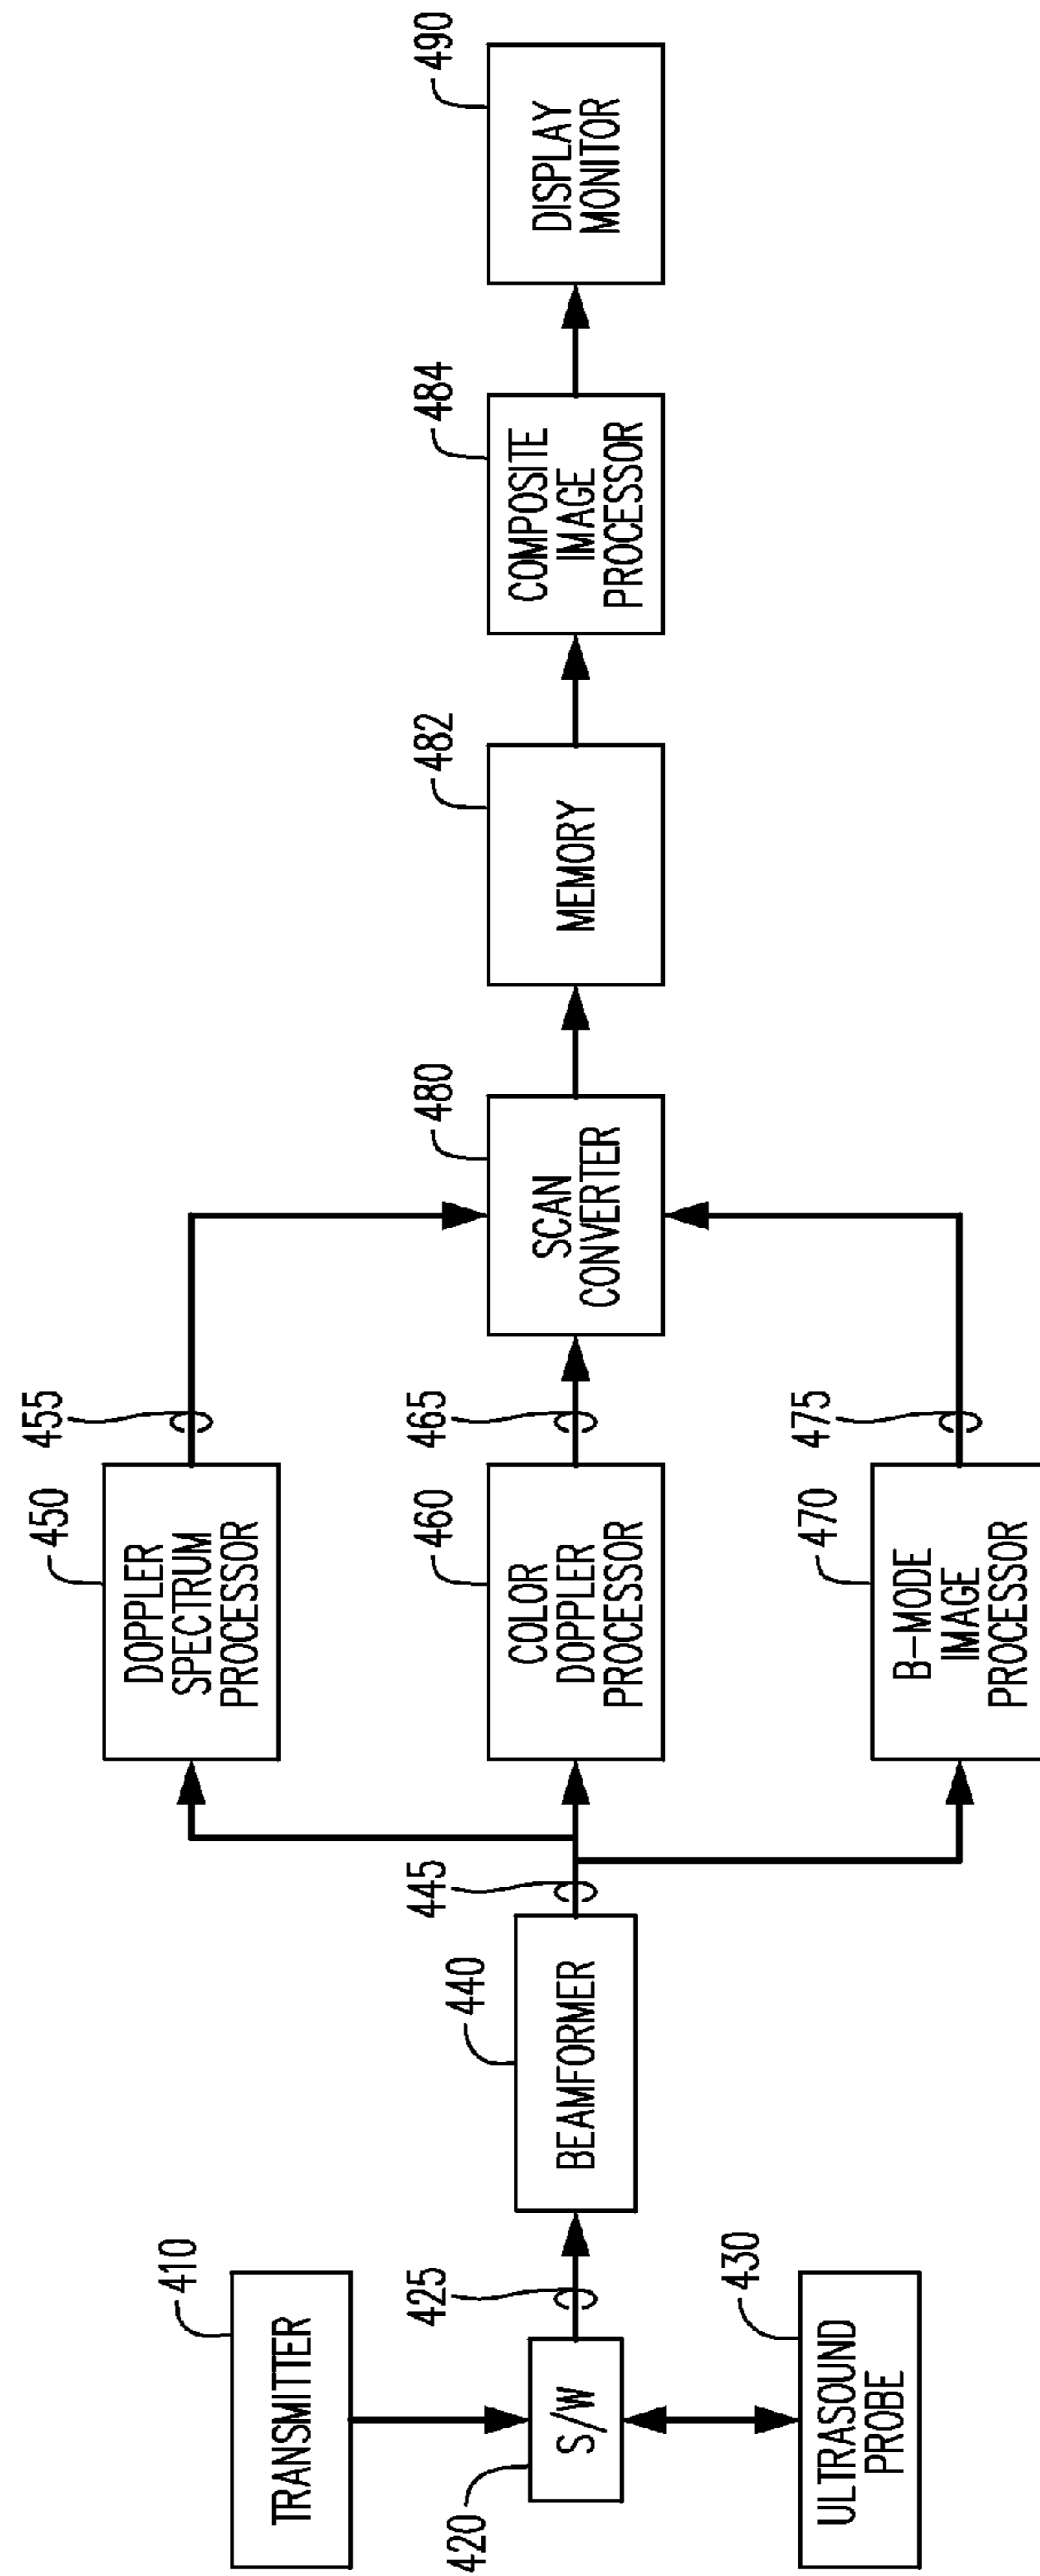 410
TRANSMITTER
420
S/W
425
430
ULTRASOUND
PROBE
440
BEAMFORMER
445
450
DOPPLER
SPECTRUM
PROCESSOR
455
460
COLOR
DOPPLER
PROCESSOR
465
470
B-MODE
IMAGE
PROCESSOR
475
480
SCAN
CONVERTER
482
MEMORY
484
COMPOSITE
IMAGE
PROCESSOR
490
DISPLAY
MONITOR